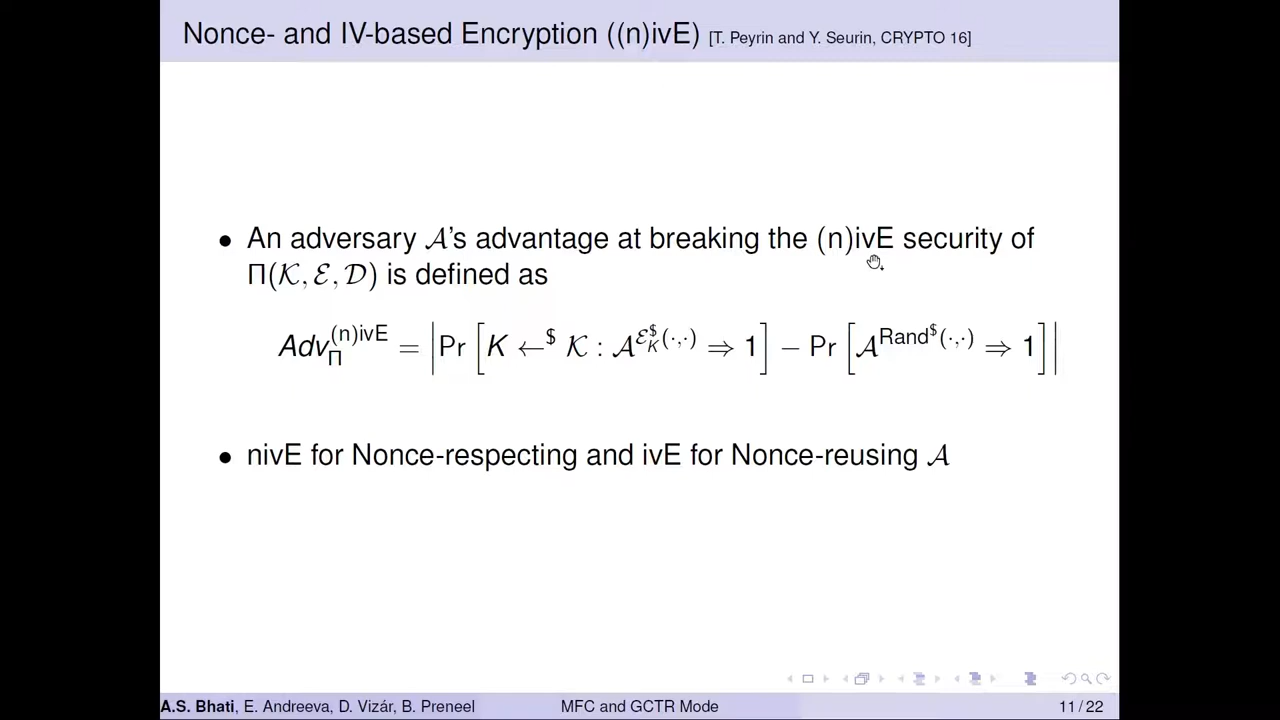 Nonce- and IV-based Encryption ((n)ivE) [T. Peyrin and Y. Seurin, CRYPTO 16]
• An adversary 𝒜's advantage at breaking the (n)ivE security of
Π(𝒦, ℰ, 𝒟) is defined as
Adv_Π^{(n)ivE} = |Pr[K ←^$ 𝒦 : 𝒜^{ℰ_K^$(·,·)} ⇒ 1] − Pr[𝒜^{Rand^$(·,·)} ⇒ 1]|
• nivE for Nonce-respecting and ivE for Nonce-reusing 𝒜
A.S. Bhati, E. Andreeva, D. Vizár, B. Preneel MFC and GCTR Mode 11 / 22